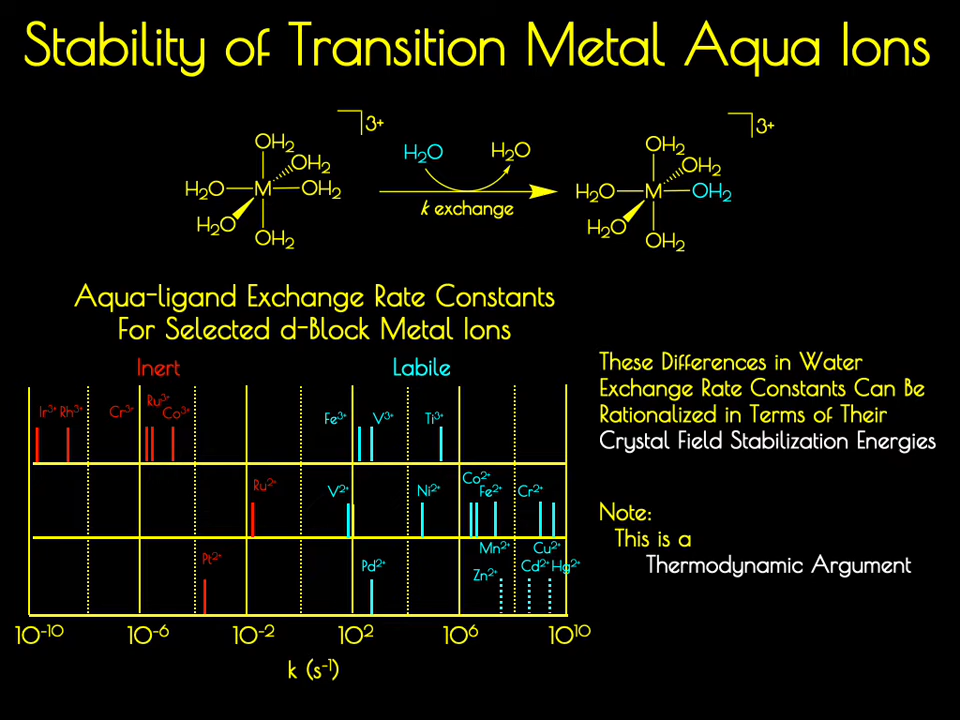 Stability of Transition Metal Aqua Ions
3+
3+
OH₂
OH₂
H₂O
M
OH₂
H₂O
OH₂
H₂O
H₂O
k exchange
OH₂
OH₂
H₂O
M
OH₂
H₂O
OH₂
Aqua-ligand Exchange Rate Constants
For Selected d-Block Metal Ions
Inert
Labile
Ir³⁺ Rh³⁺ Cr³⁺ Ru³⁺ Co³⁺ Fe³⁺ V³⁺ Ti³⁺
Ru²⁺ V²⁺ Ni²⁺ Co²⁺ Fe²⁺ Cr²⁺
Mn²⁺ Cu²⁺
Pt²⁺ Pd²⁺ Zn²⁺ Cd²⁺ Hg²⁺
10⁻¹⁰ 10⁻⁶ 10⁻² 10² 10⁶ 10¹⁰
k (s⁻¹)
These Differences in Water
Exchange Rate Constants Can Be
Rationalized in Terms of Their
Crystal Field Stabilization Energies
Note:
This is a
Thermodynamic Argument